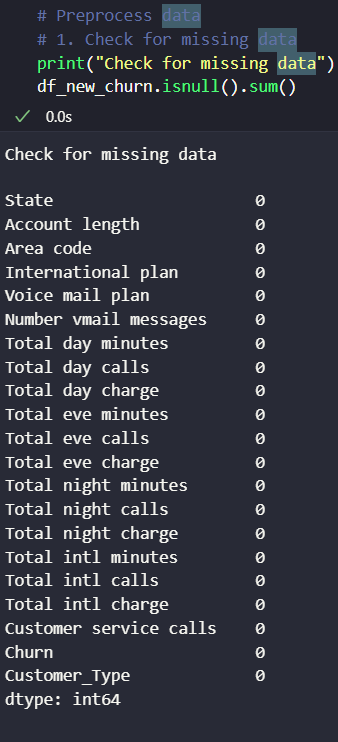 # Preprocess data
# 1. Check for missing data
print("Check for missing data")
df_new_churn.isnull().sum()
0.0s
Check for missing data
State 0
Account length 0
Area code 0
International plan 0
Voice mail plan 0
Number vmail messages 0
Total day minutes 0
Total day calls 0
Total day charge 0
Total eve minutes 0
Total eve calls 0
Total eve charge 0
Total night minutes 0
Total night calls 0
Total night charge 0
Total intl minutes 0
Total intl calls 0
Total intl charge 0
Customer service calls 0
Churn 0
Customer_Type 0
dtype: int64